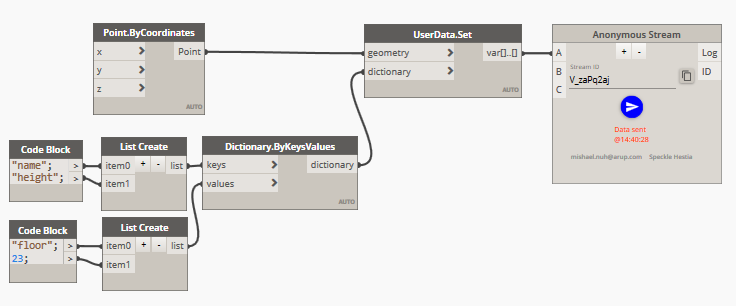 Point.ByCoordinates
x > Point
y >
z >
AUTO
UserData.Set
geometry > var[]..[]
dictionary >
AUTO
Anonymous Stream
A + - Log
B Stream ID ID
V_zaPq2aj
C
Data sent
@14:40:28
mishael.nuh@arup.com Speckle Hestia
Code Block
"name"; >
"height"; >
List Create
item0 + - list
item1
AUTO
Dictionary.ByKeysValues
keys > dictionary
values >
AUTO
Code Block
"floor"; >
23; >
List Create
item0 + - list
item1
AUTO